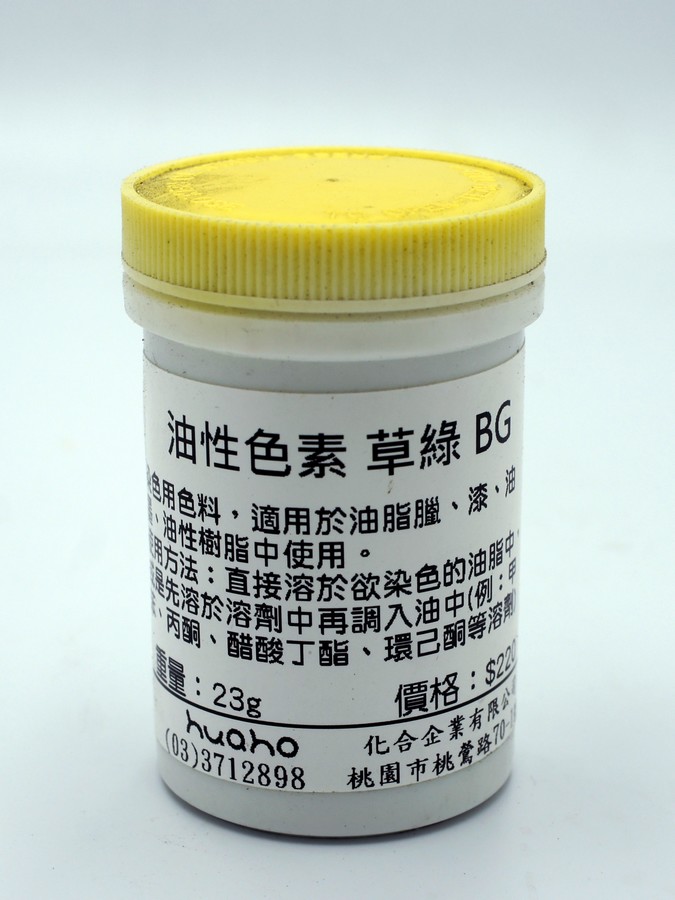 油性色素 草綠 BG
色用色料，適用於油脂臘、漆、油
、油性樹脂中使用。
使用方法：直接溶於欲染色的油脂中，
是先溶於溶劑中再調入油中(例：甲
、丙酮、醋酸丁酯、環己酮等溶劑)
重量：23g
價格：$220
huaho
化合企業有限公
(03)3712898
桃園市桃鶯路70-1